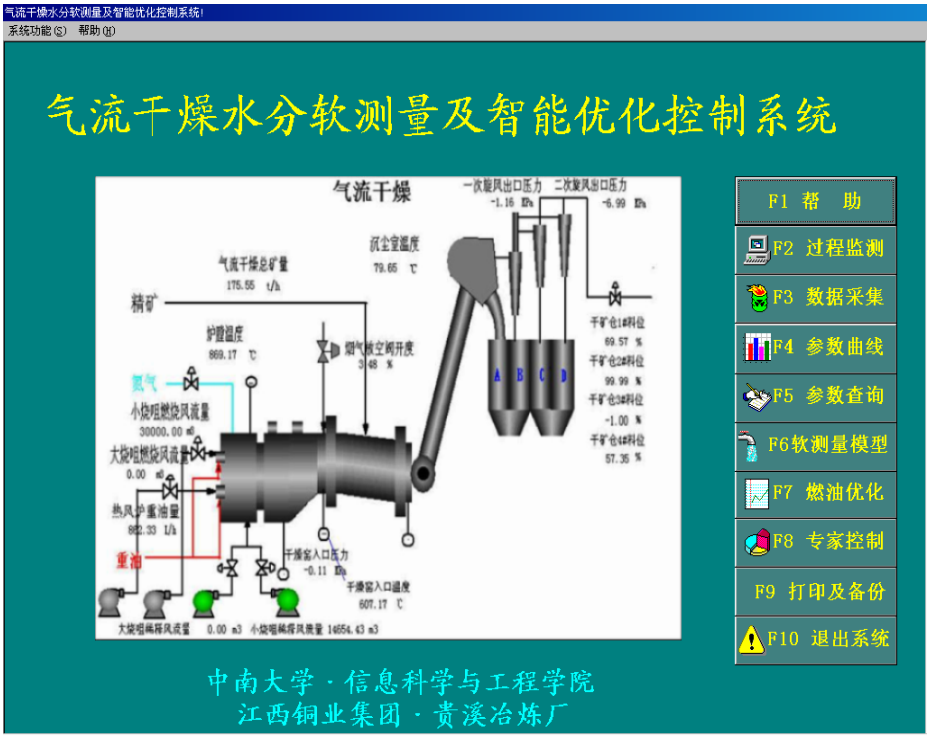 气流干燥水分软测量及智能优化控制系统!
系统功能(S) 帮助(H)
气流干燥水分软测量及智能优化控制系统
气流干燥
一次旋风出口压力 二次旋风出口压力
-1.16 KPa -6.99 KPa
沉尘室温度
79.65 ℃
气流干燥总矿量
175.55 t/h
精矿
炉膛温度
869.17 ℃
烟气放空阀开度
3.48 %
氮气
小烧咀燃烧风流量
30000.00 m3
大烧咀燃烧风流量
0.00 m3
热风炉重油量
862.33 L/h
重油
干矿仓1#料位
69.57 %
干矿仓2#料位
99.99 %
干矿仓3#料位
-1.00 %
干矿仓4#料位
57.35 %
A B C D
干燥窑入口压力
-0.11 KPa
干燥窑入口温度
607.17 ℃
大烧咀稀释风流量 0.00 m3 小烧咀稀释风流量 14654.43 m3
F1 帮 助
F2 过程监测
F3 数据采集
F4 参数曲线
F5 参数查询
F6软测量模型
F7 燃油优化
F8 专家控制
F9 打印及备份
F10 退出系统
中南大学·信息科学与工程学院
江西铜业集团·贵溪冶炼厂